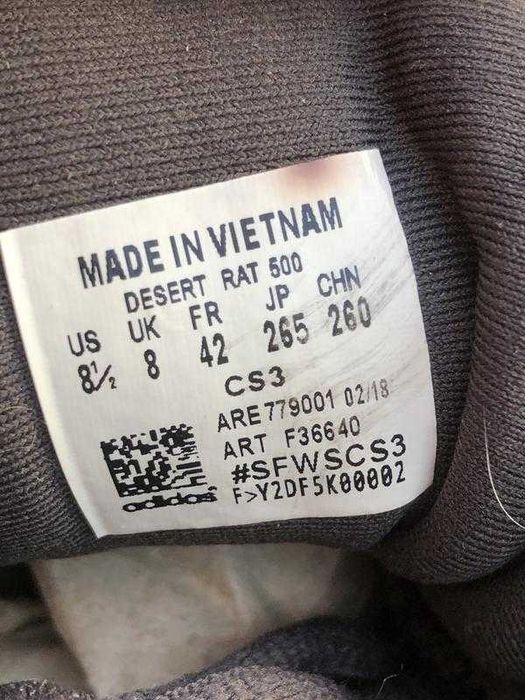 MADE IN VIETNAM
DESERT RAT 500
US UK FR JP CHN
8½ 8 42 265 260
CS3
ARE 779001 02/18
ART F36640
#SFWSCS3
adidas F>Y2DF5K00002